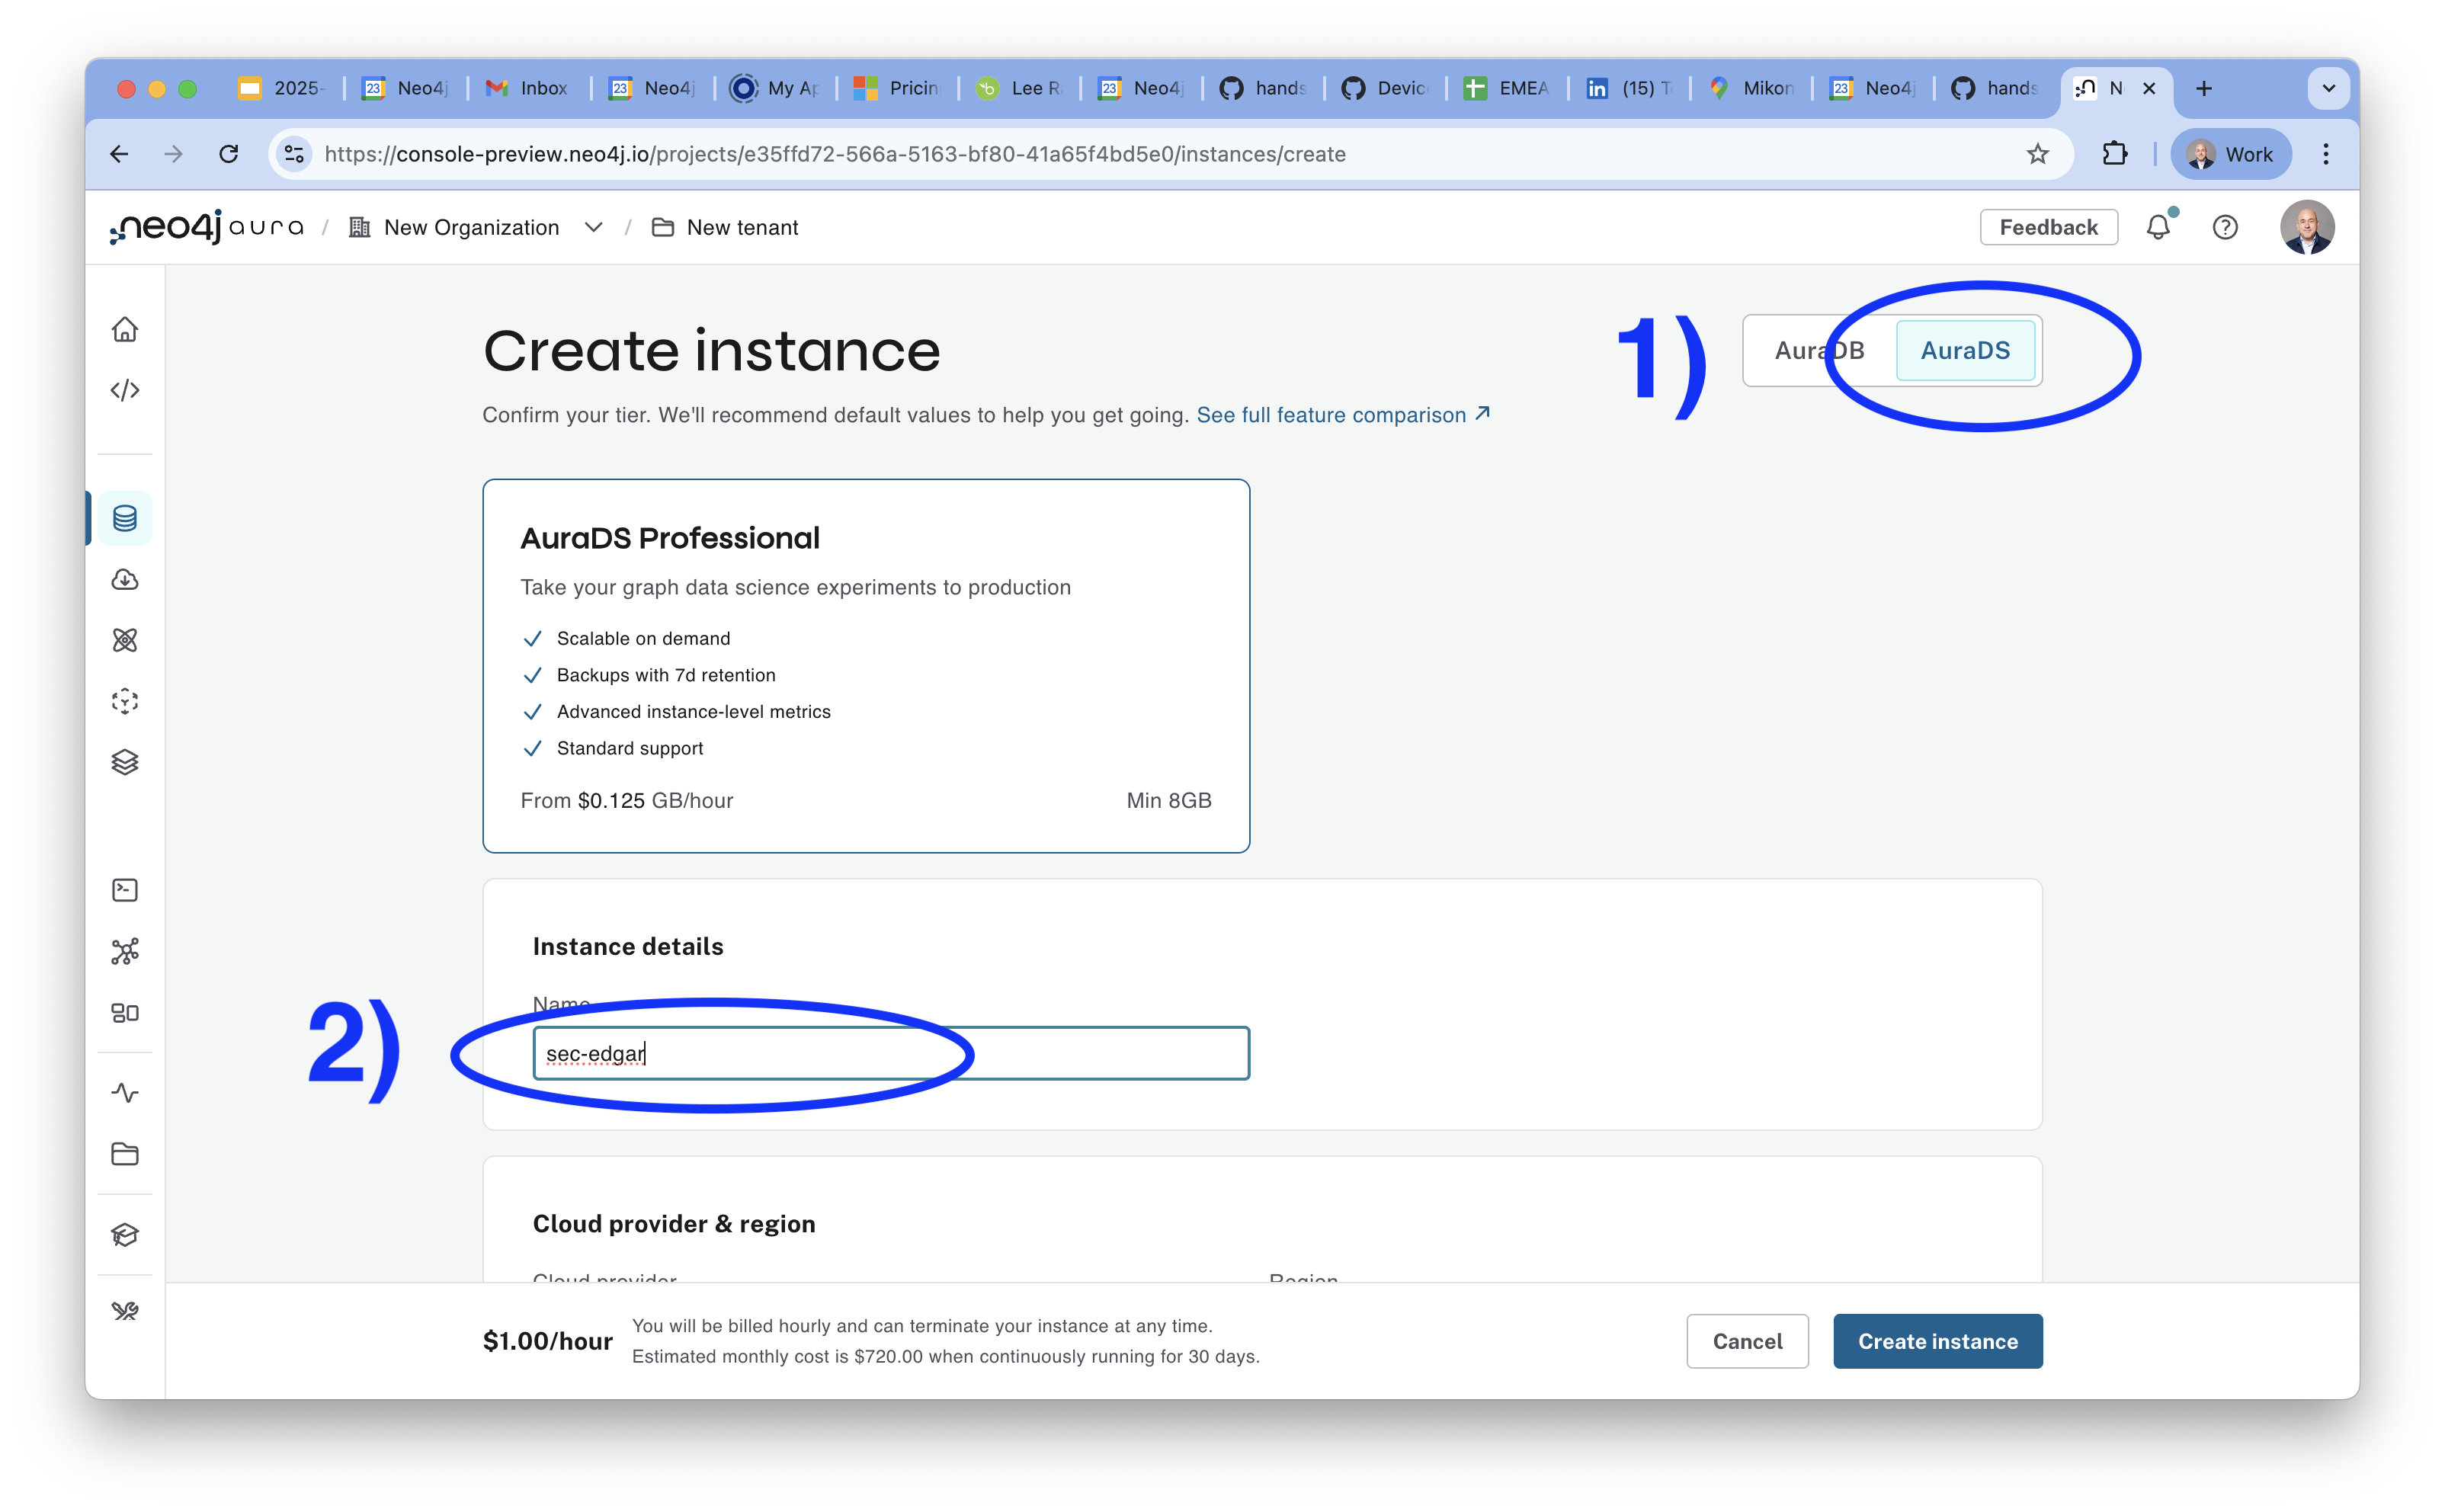 2025- Neo4j Inbox Neo4j My Ap Pricin Lee R Neo4j hands Devic EMEA (15) T Mikon Neo4j hands N
https://console-preview.neo4j.io/projects/e35ffd72-566a-5163-bf80-41a65f4bd5e0/instances/create
Work
neo4j aura / New Organization / New tenant
Feedback
Create instance
1)
AuraDB AuraDS
Confirm your tier. We'll recommend default values to help you get going. See full feature comparison
AuraDS Professional
Take your graph data science experiments to production
Scalable on demand
Backups with 7d retention
Advanced instance-level metrics
Standard support
From $0.125 GB/hour Min 8GB
Instance details
Name
2)
sec-edgar
Cloud provider & region
Cloud provider Region
$1.00/hour
You will be billed hourly and can terminate your instance at any time.
Estimated monthly cost is $720.00 when continuously running for 30 days.
Cancel Create instance